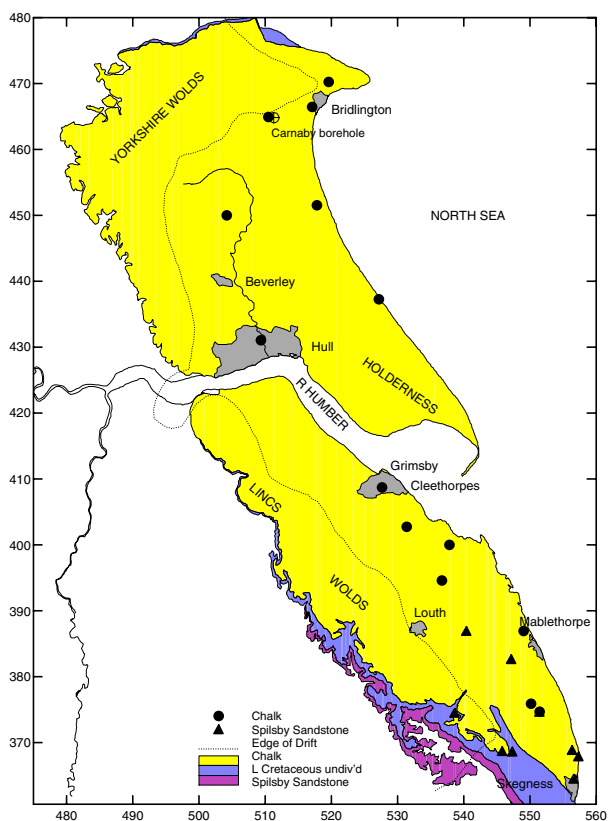 480
470
460
450
440
430
420
410
400
390
380
370
YORKSHIRE WOLDS
Bridlington
Carnaby borehole
NORTH SEA
Beverley
Hull
HOLDERNESS
R HUMBER
Grimsby
Cleethorpes
LINCS
WOLDS
Louth
Mablethorpe
Skegness
Chalk
Spilsby Sandstone
Edge of Drift
Chalk
L Cretaceous undiv'd
Spilsby Sandstone
480 490 500 510 520 530 540 550 560